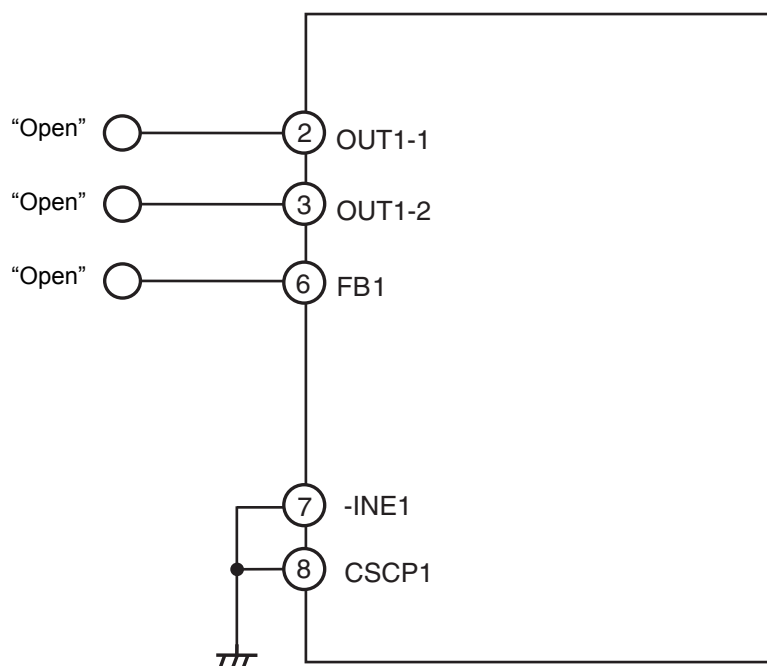 “Open” 2 OUT1-1
“Open” 3 OUT1-2
“Open” 6 FB1
7 -INE1
8 CSCP1